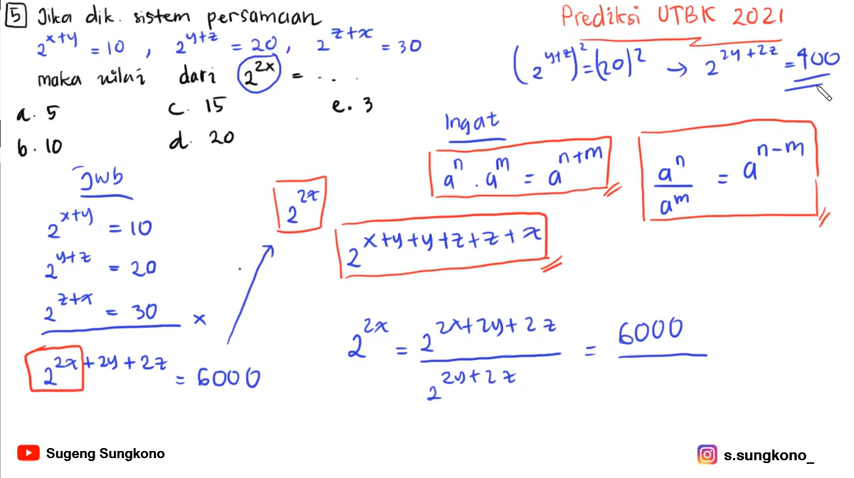 5 Jika dik. sistem persamaan
2^{x+y} = 10 , 2^{y+z} = 20 , 2^{z+x} = 30
maka nilai dari 2^{2x} = ...
a. 5 c. 15 e. 3
b. 10 d. 20
Prediksi UTBK 2021
(2^{y+z})^2 = (20)^2 → 2^{2y+2z} = 400
Ingat
a^n . a^m = a^{n+m}
a^n / a^m = a^{n-m}
Jwb
2^{x+y} = 10
2^{y+z} = 20
2^{z+x} = 30 ×
2^{2x+2y+2z} = 6000
2^{2x}
2^{x+y+y+z+z+x}
2^{2x} = 2^{2x+2y+2z} / 2^{2y+2z} = 6000
Sugeng Sungkono
s.sungkono_